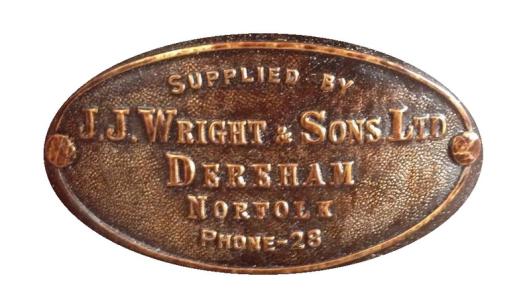 SUPPLIED BY
J.J. WRIGHT & SONS LTD
DEREHAM
NORFOLK
PHONE-28